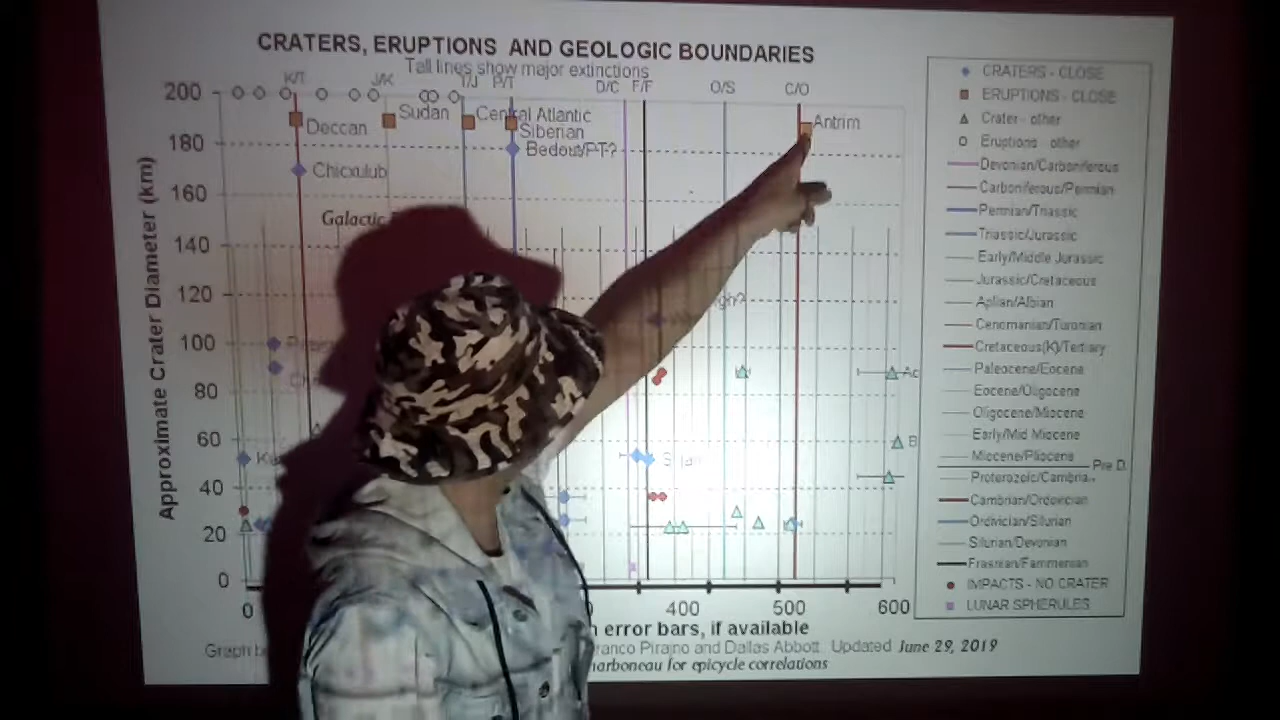 CRATERS, ERUPTIONS AND GEOLOGIC BOUNDARIES
Tall lines show major extinctions
K/T J/K T/J P/T D/C F/F O/S C/O
200
180
160
140
120
100
80
60
40
20
0
Approximate Crater Diameter (km)
Deccan
Sudan
Central Atlantic
Siberian
Bedout/PT?
Antrim
Chicxulub
Galactic
B
0 400 500 600
error bars, if available
Graph
Pirajno and Dallas Abbott. Updated June 29, 2019
for epicycle correlations
CRATERS - CLOSE
ERUPTIONS - CLOSE
Crater - other
Eruptions other
Devonian/Carboniferous
Carboniferous/Permian
Permian/Triassic
Triassic/Jurassic
Early/Middle Jurassic
Jurassic/Cretaceous
Aptian/Albian
Cenomanian/Turonian
Cretaceous(K)/Tertiary
Paleocene/Eocene
Eocene/Oligocene
Oligocene/Miocene
Early/Mid Miocene
Miocene/Pliocene
Pre D.
Proterozoic/Cambria
Cambrian/Ordovician
Ordivician/Silurian
Silurian/Devonian
Frasnian/Fammenian
IMPACTS - NO CRATER
LUNAR SPHERULES